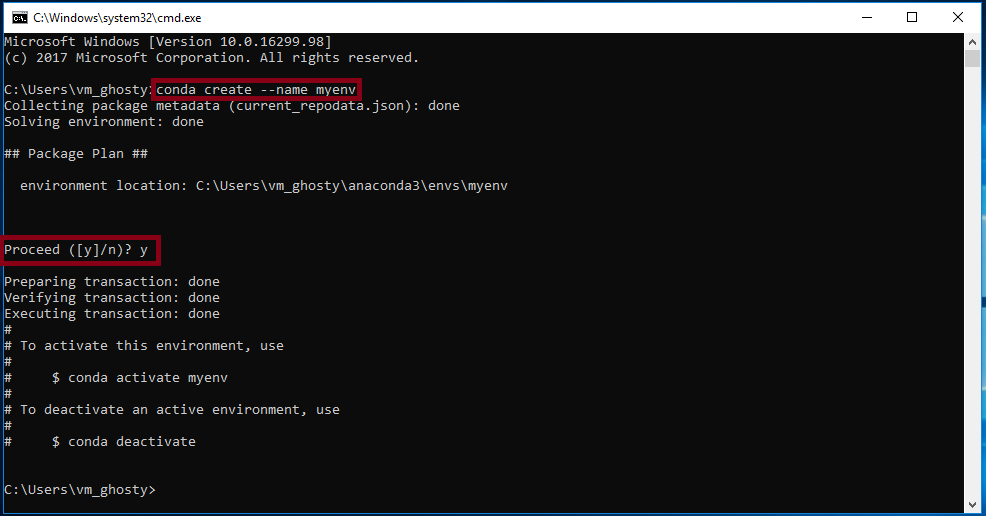 C:\Windows\system32\cmd.exe
Microsoft Windows [Version 10.0.16299.98]
(c) 2017 Microsoft Corporation. All rights reserved.
C:\Users\vm_ghosty>conda create --name myenv
Collecting package metadata (current_repodata.json): done
Solving environment: done
## Package Plan ##
environment location: C:\Users\vm_ghosty\anaconda3\envs\myenv
Proceed ([y]/n)? y
Preparing transaction: done
Verifying transaction: done
Executing transaction: done
#
# To activate this environment, use
#
#     $ conda activate myenv
#
# To deactivate an active environment, use
#
#     $ conda deactivate
C:\Users\vm_ghosty>